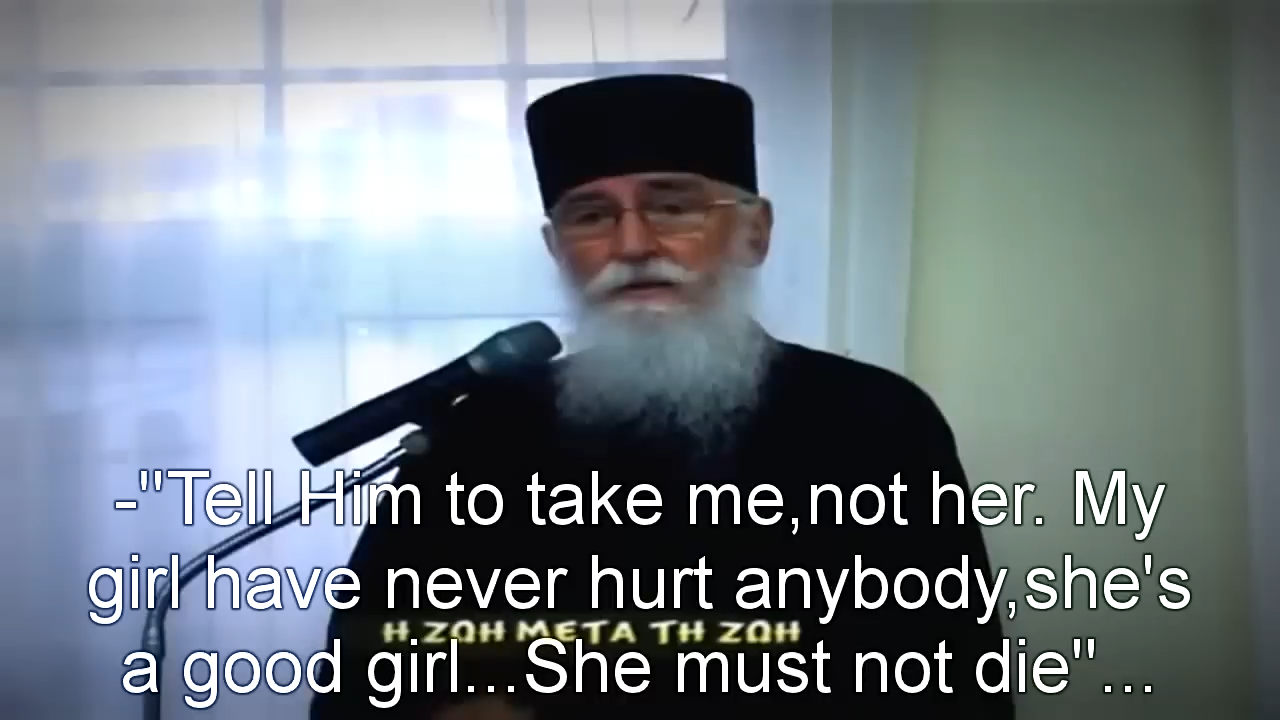 -"Tell Him to take me,not her. My
girl have never hurt anybody,she's
Η ΖΩΗ ΜΕΤΑ ΤΗ ΖΩΗ
a good girl...She must not die"...